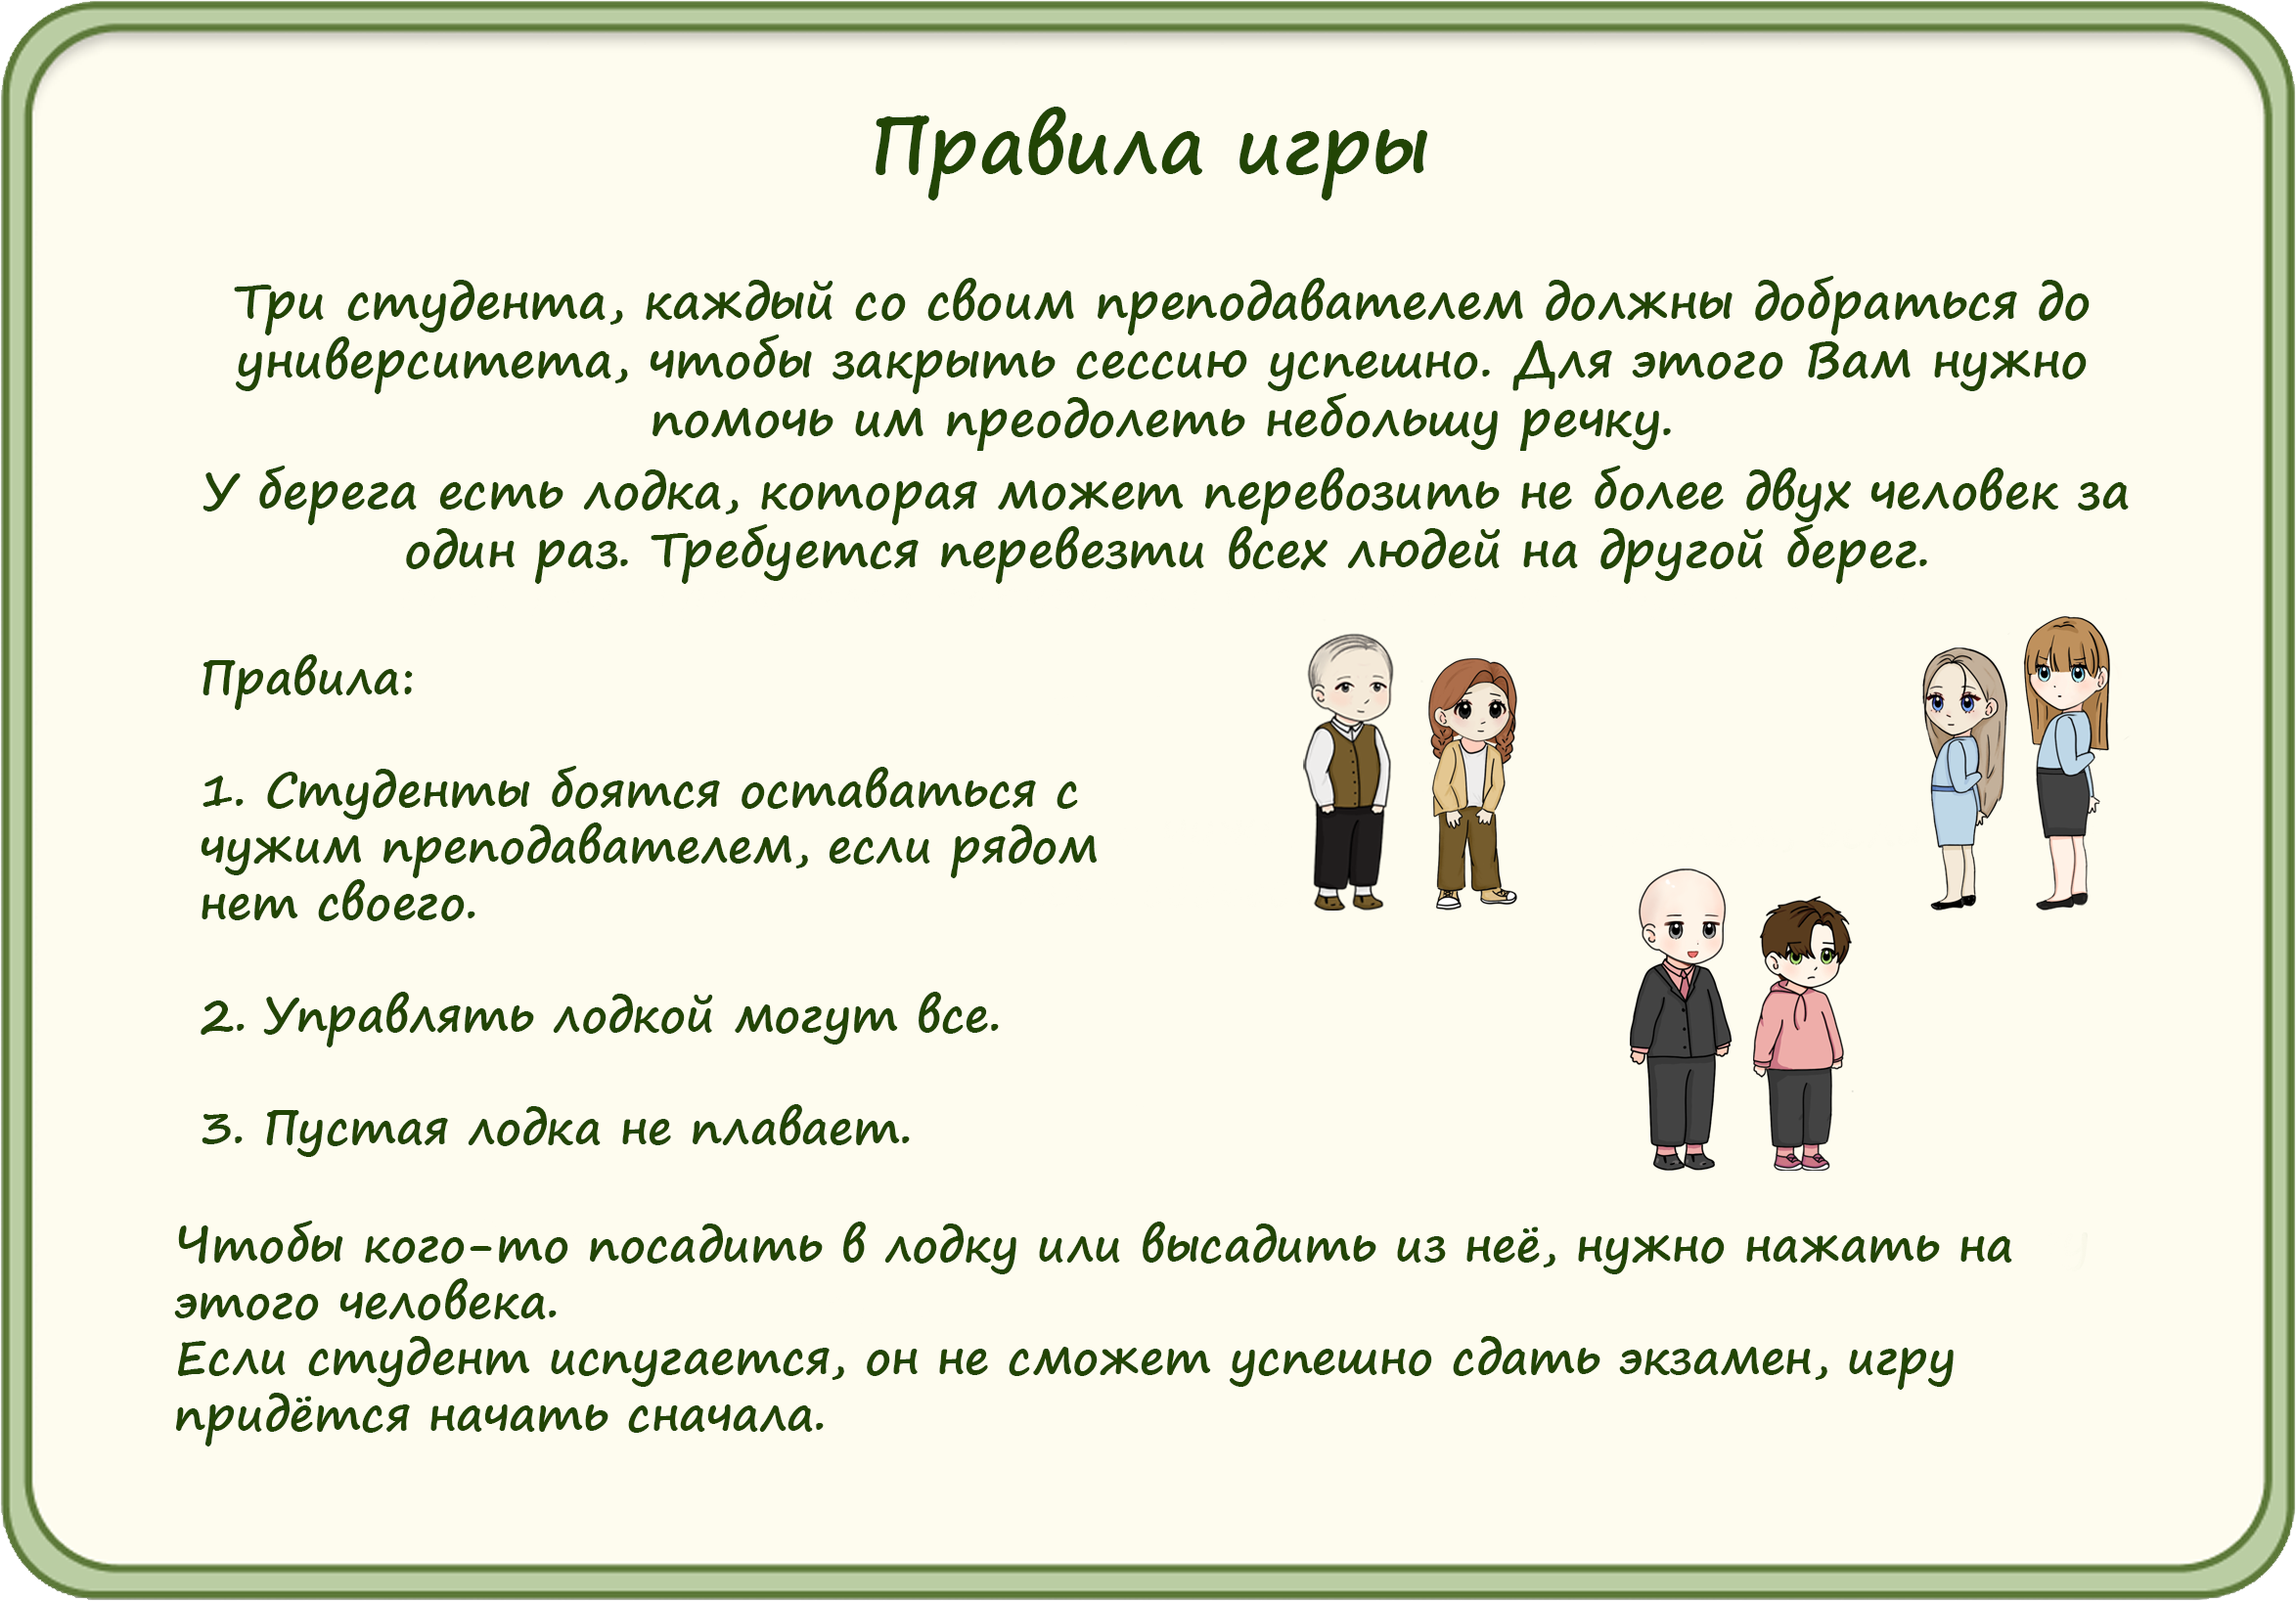 Правила игры
Три студента, каждый со своим преподавателем должны добраться до
университета, чтобы закрыть сессию успешно. Для этого Вам нужно
помочь им преодолеть небольшу речку.
У берега есть лодка, которая может перевозить не более двух человек за
один раз. Требуется перевезти всех людей на другой берег.
Правила:
1. Студенты боятся оставаться с
чужим преподавателем, если рядом
нет своего.
2. Управлять лодкой могут все.
3. Пустая лодка не плавает.
Чтобы кого-то посадить в лодку или высадить из неё, нужно нажать на
этого человека.
Если студент испугается, он не сможет успешно сдать экзамен, игру
придётся начать сначала.